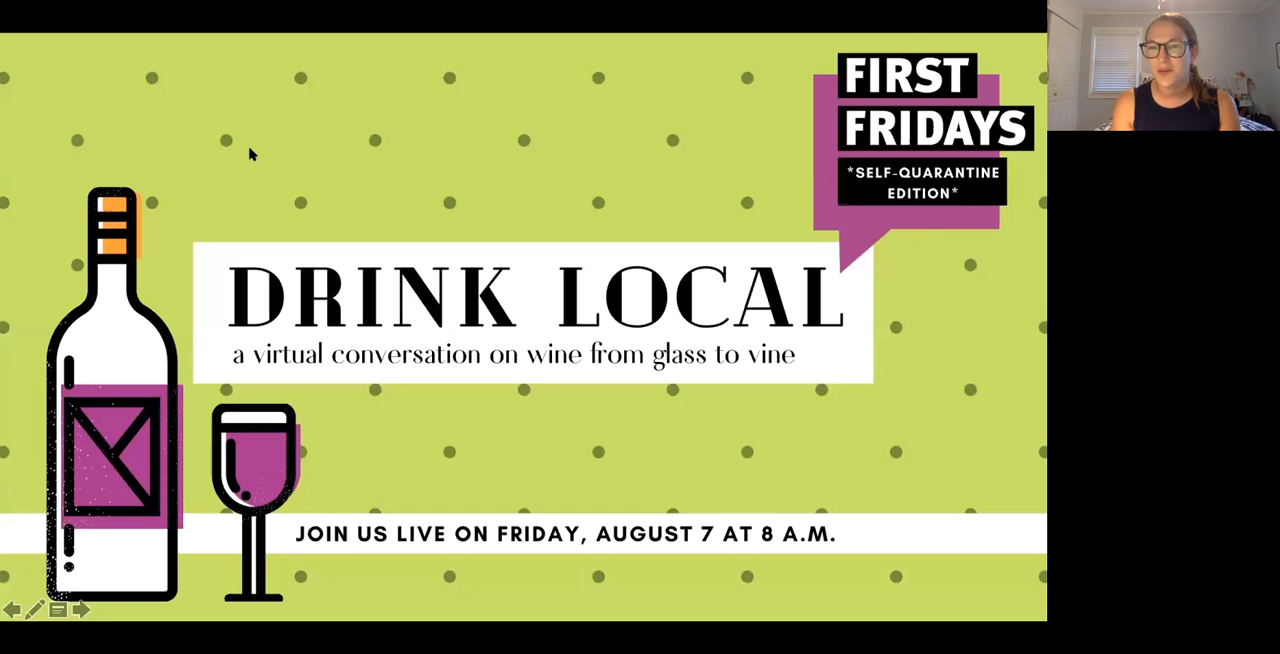 FIRST
FRIDAYS
*SELF-QUARANTINE
EDITION*
DRINK LOCAL
a virtual conversation on wine from glass to vine
JOIN US LIVE ON FRIDAY, AUGUST 7 AT 8 A.M.